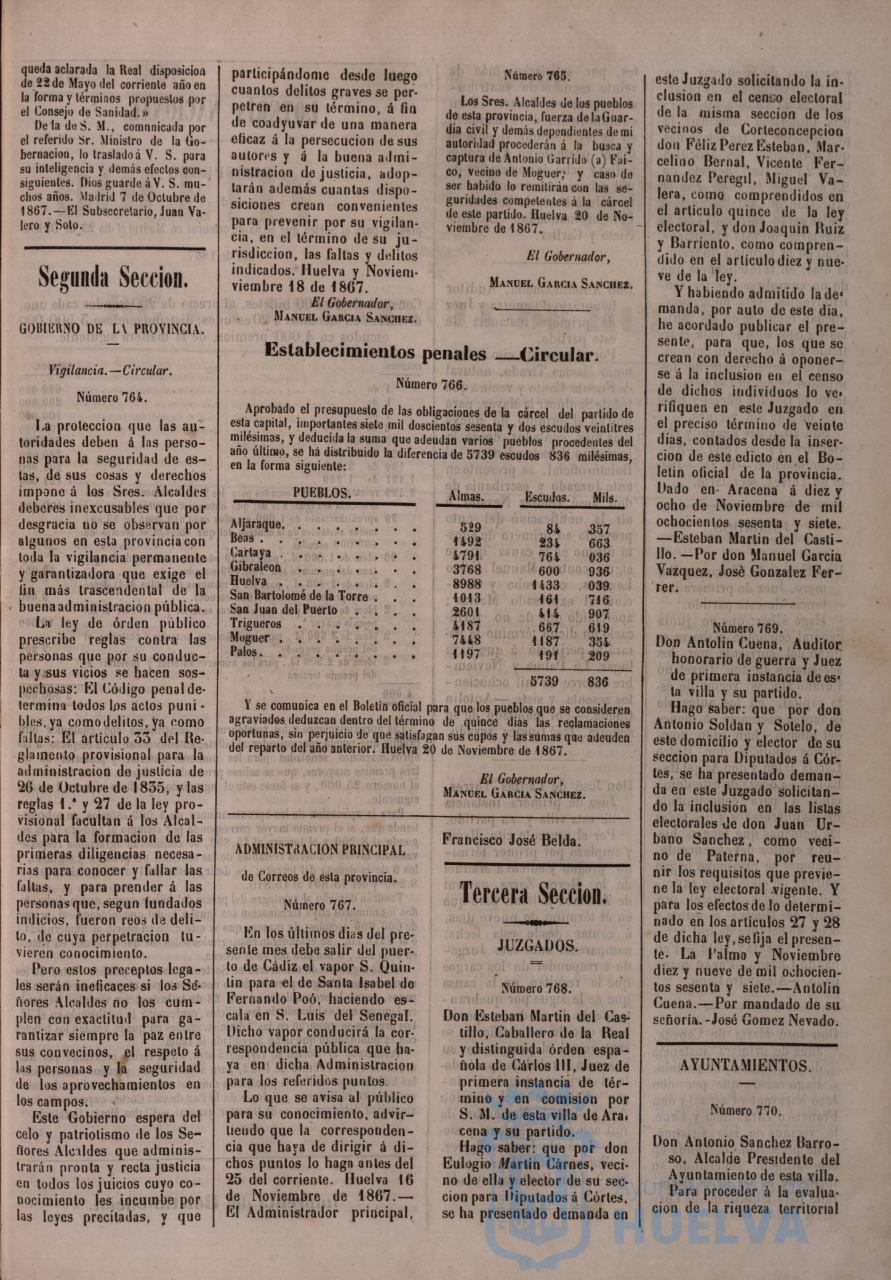 queda aclarada la Real disposicion
de 22 de Mayo del corriente año en
la forma y términos propuestos por
el Consejo de Sanidad.»
De la de S. M., comunicada por
el referido Sr. Ministro de la Go-
bernacion, lo traslado á V. S. para
su inteligencia y demás efectos con-
siguientes. Dios guarde á V. S. mu-
chos años. Madrid 7 de Octubre de
1867.—El Subsecretario, Juan Va-
lero y Soto.
Segunda Seccion.
GOBIERNO DE LA PROVINCIA.
Vigilancia.—Circular.
Número 764.
La proteccion que las au-
toridades deben á las perso-
nas para la seguridad de es-
tas, de sus cosas y derechos
impone á los Sres. Alcaldes
deberes inexcusables que por
desgracia no se observan por
algunos en esta provincia con
toda la vigilancia permanente
y garantizadora que exige el
fin más trascendental de la
buena administracion pública.
La ley de órden público
prescribe reglas contra las
personas que por su conduc-
ta y sus vicios se hacen sos-
pechosas: El Código penal de-
termina todos los actos puni-
bles, ya como delitos, ya como
faltas: El artículo 33 del Re-
glamento provisional para la
administracion de justicia de
26 de Octubre de 1835, y las
reglas 1.ª y 27 de la ley pro-
visional facultan á los Alcal-
des para la formacion de las
primeras diligencias necesa-
rias para conocer y fallar las
faltas, y para prender á las
personas que, segun fundados
indicios, fueron reos de deli-
to, de cuya perpetracion tu-
vieren conocimiento.
Pero estos preceptos lega-
les serán ineficaces si los Sé-
ñores Alcaldes no los cum-
plen con exactitud para ga-
rantizar siempre la paz entre
sus convecinos, el respeto á
las personas y la seguridad
de los aprovechamientos en
los campos.
Este Gobierno espera del
celo y patriotismo de los Se-
ñores Alcaldes que adminis-
trarán pronta y recta justicia
en todos los juicios cuyo co-
nocimiento les incumbe por
las leyes precitadas, y que
participándome desde luego
cuantos delitos graves se per-
petren en su término, á fin
de coadyuvar de una manera
eficaz á la persecucion de sus
autores y á la buena admi-
nistracion de justicia, adop-
tarán además cuantas dispo-
siciones crean convenientes
para prevenir por su vigilan-
cia, en el término de su ju-
risdiccion, las faltas y delitos
indicados. Huelva y Noviem-
viembre 18 de 1867.
El Gobernador,
MANUEL GARCIA SANCHEZ.
Número 765.
Los Sres. Alcaldes de los pueblos
de esta provincia, fuerza de la Guar-
dia civil y demás dependientes de mi
autoridad procederán á la busca y
captura de Antonio Garrido (a) Fai-
co, vecino de Moguer; y caso de
ser habido lo remitirán con las se-
guridades competentes á la cárcel
de este partido. Huelva 20 de No-
viembre de 1867.
El Gobernador,
MANUEL GARCIA SANCHEZ.
Establecimientos penales —Circular.
Número 766.
Aprobado el presupuesto de las obligaciones de la cárcel del partido de
esta capital, importantes siete mil doscientos sesenta y dos escudos veintitres
milésimas, y deducida la suma que adeudan varios pueblos procedentes del
año último, se há distribuido la diferencia de 5739 escudos 836 milésimas,
en la forma siguiente:
PUEBLOS. Almas. Escudos. Mils.
Aljaraque. . . . . . . . 529 84 357
Beas . . . . . . . . 1492 234 663
Cartaya . . . . . . . 4791 764 036
Gibraleon . . . . . . . 3768 600 936
Huelva . . . . . . . 8988 1433 039
San Bartolomé de la Torre . . . 1013 161 716
San Juan del Puerto . . . . 2601 414 907
Trigueros . . . . . . 4187 667 619
Moguer . . . . . . . 7448 1187 354
Palos. . . . . . . . 1197 191 209
5739 836
Y se comunica en el Boletin oficial para que los pueblos que se consideren
agraviados deduzcan dentro del término de quince dias las reclamaciones
oportunas, sin perjuicio de que satisfagan sus cupos y las sumas que adeuden
del reparto del año anterior. Huelva 20 de Noviembre de 1867.
El Gobernador,
MANUEL GARCIA SANCHEZ.
ADMINISTRACION PRINCIPAL
de Correos de esta provincia.
Número 767.
En los últimos dias del pre-
sente mes debe salir del puer-
to de Cádiz el vapor S. Quin-
tin para el de Santa Isabel de
Fernando Poó, haciendo es-
cala en S. Luis del Senegal.
Dicho vapor conducirá la cor-
respondencia pública que ha-
ya en dicha Administracion
para los referidos puntos.
Lo que se avisa al público
para su conocimiento, advir-
tiendo que la corresponden-
cia que haya de dirigir á di-
chos puntos lo haga antes del
25 del corriente. Huelva 16
de Noviembre de 1867.—
El Administrador principal,
Francisco José Belda.
Tercera Seccion.
JUZGADOS.
Número 768.
Don Esteban Martin del Cas-
tillo, Caballero de la Real
y distinguida órden espa-
ñola de Cárlos III, Juez de
primera instancia de tér-
mino y en comision por
S. M. de esta villa de Ara-
cena y su partido.
Hago saber: que por don
Eulogio Martin Cárnes, veci-
no de ella y elector de su sec-
cion para Diputados á Córtes,
se ha presentado demanda en
este Juzgado solicitando la in-
clusion en el censo electoral
de la misma seccion de los
vecinos de Corteconcepcion
don Féliz Perez Esteban, Mar-
celino Bernal, Vicente Fer-
nandez Peregil, Miguel Va-
lera, como comprendidos en
el artículo quince de la ley
electoral, y don Joaquin Ruiz
y Barriento, como compren-
dido en el artículo diez y nue-
ve de la ley.
Y habiendo admitido la de-
manda, por auto de este dia,
he acordado publicar el pre-
sente, para que, los que se
crean con derecho á oponer-
se á la inclusion en el censo
de dichos individuos lo ve-
rifiquen en este Juzgado en
el preciso término de veinte
dias, contados desde la inser-
cion de este edicto en el Bo-
letin oficial de la provincia.
Dado en Aracena á diez y
ocho de Noviembre de mil
ochocientos sesenta y siete.
—Esteban Martin del Casti-
llo.—Por don Manuel Garcia
Vazquez, José Gonzalez Fer-
rer.
Número 769.
Don Antolin Cuena, Auditor
honorario de guerra y Juez
de primera instancia de es-
ta villa y su partido.
Hago saber: que por don
Antonio Soldan y Sotelo, de
este domicilio y elector de su
seccion para Diputados á Cór-
tes, se ha presentado deman-
da en este Juzgado solicitan-
do la inclusion en las listas
electorales de don Juan Ur-
bano Sanchez, como veci-
no de Paterna, por reu-
nir los requisitos que previe-
ne la ley electoral vigente. Y
para los efectos de lo determi-
nado en los artículos 27 y 28
de dicha ley, se fija el presen-
te. La Palma y Noviembre
diez y nueve de mil ochocien-
tos sesenta y siete.—Antolin
Cuena.—Por mandado de su
señoría.-José Gomez Nevado.
AYUNTAMIENTOS.
Número 770.
Don Antonio Sanchez Barro-
so, Alcalde Presidente del
Ayuntamiento de esta villa.
Para proceder á la evalua-
cion de la riqueza territorial
HUELVA